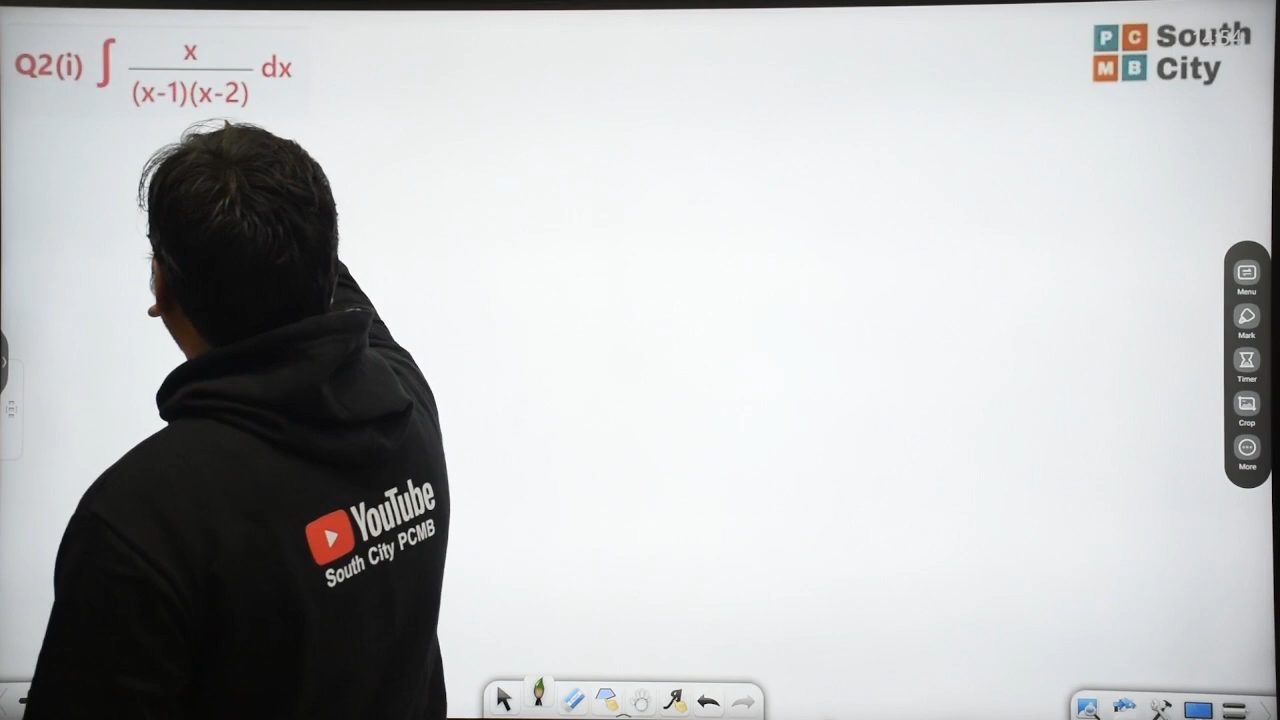 Q2(i) ∫ x/((x-1)(x-2)) dx
P C M B South City
Menu
Mark
Timer
Crop
More
YouTube
South City PCMB